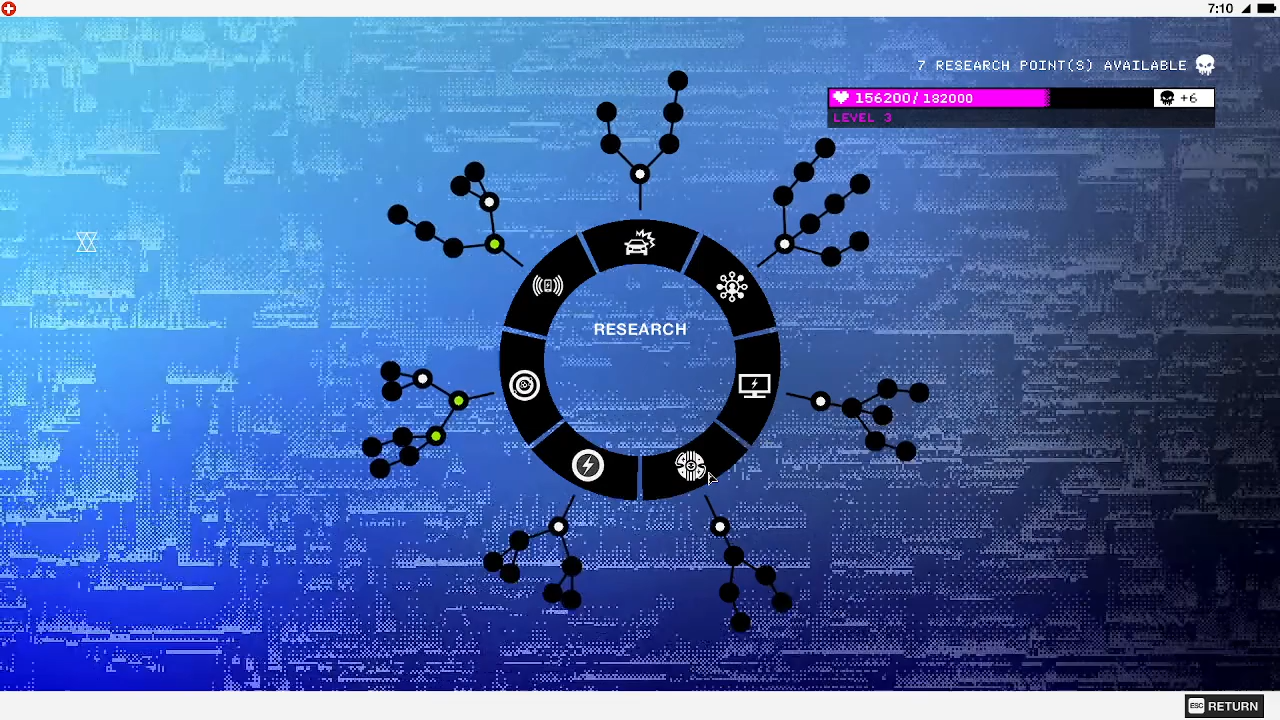 7:10
7 RESEARCH POINT(S) AVAILABLE
156200/182000
+6
LEVEL 3
RESEARCH
ESC RETURN